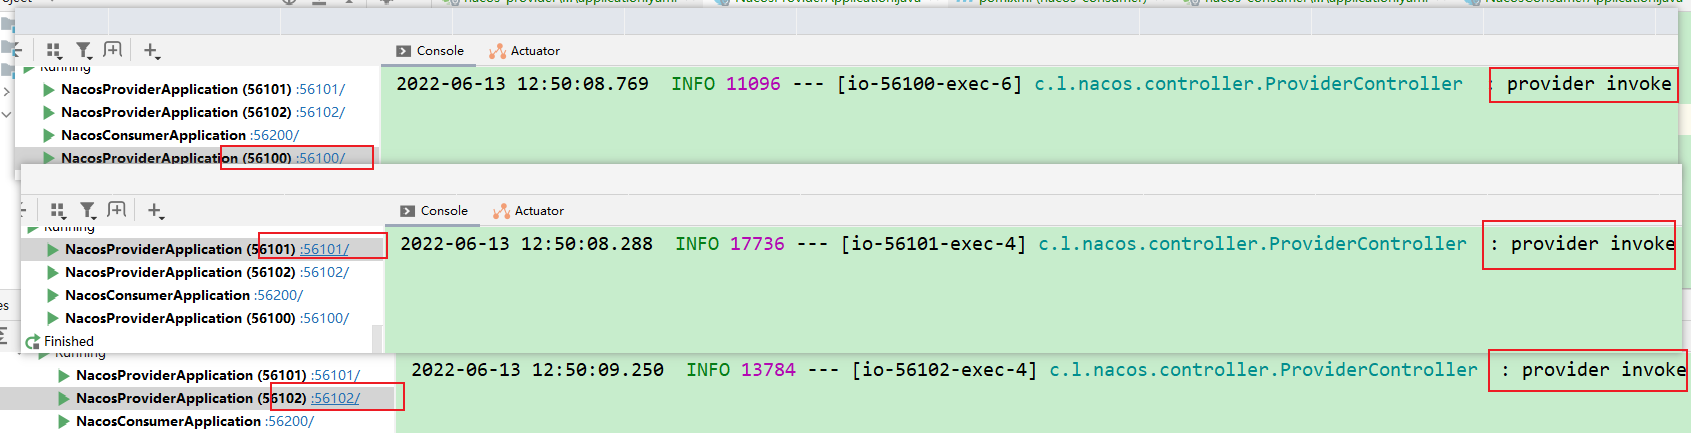 Console
Actuator
Running
NacosProviderApplication (56101) :56101/
NacosProviderApplication (56102) :56102/
NacosConsumerApplication :56200/
NacosProviderApplication (56100) :56100/
2022-06-13 12:50:08.769 INFO 11096 --- [io-56100-exec-6] c.l.nacos.controller.ProviderController : provider invoke
Console
Actuator
Running
NacosProviderApplication (56101) :56101/
NacosProviderApplication (56102) :56102/
NacosConsumerApplication :56200/
NacosProviderApplication (56100) :56100/
Finished
2022-06-13 12:50:08.288 INFO 17736 --- [io-56101-exec-4] c.l.nacos.controller.ProviderController : provider invoke
Running
NacosProviderApplication (56101) :56101/
NacosProviderApplication (56102) :56102/
NacosConsumerApplication :56200/
2022-06-13 12:50:09.250 INFO 13784 --- [io-56102-exec-4] c.l.nacos.controller.ProviderController : provider invoke